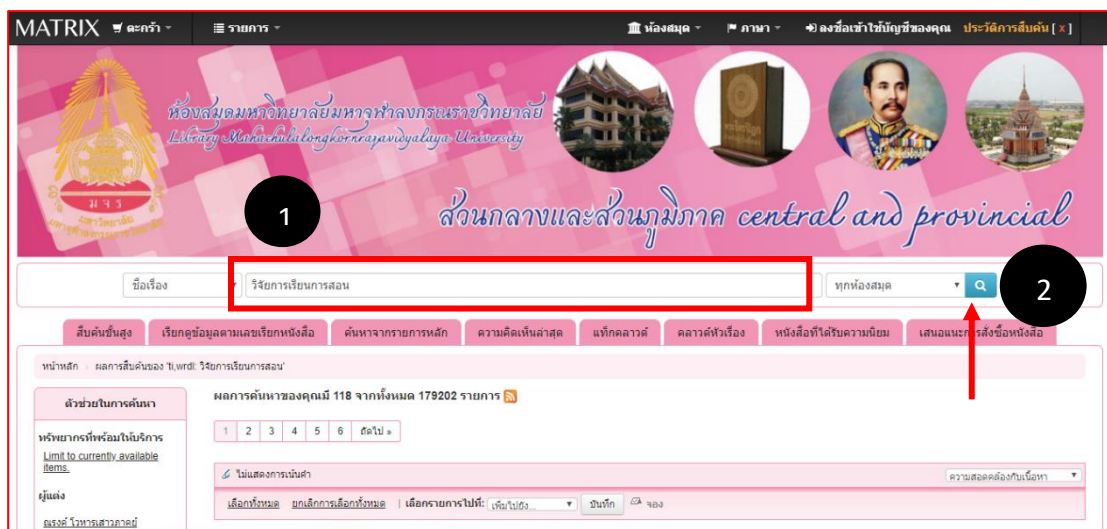 MATRIX ตะกร้า รายการ ห้องสมุด ภาษา ลงชื่อเข้าใช้บัญชีของคุณ ประวัติการสืบค้น [ x ]
ห้องสมุดมหาวิทยาลัยมหาจุฬาลงกรณราชวิทยาลัย
Library Mahachulalongkornrajavidyalaya University
ม จ ร
ส่วนกลางและส่วนภูมิภาค central and provincial
1
2
ชื่อเรื่อง วิจัยการเรียนการสอน ทุกห้องสมุด
สืบค้นขั้นสูง เรียกดูข้อมูลตามเลขเรียกหนังสือ ค้นหาจากรายการหลัก ความคิดเห็นล่าสุด แท็กคลาวด์ คลาวด์หัวเรื่อง หนังสือที่ได้รับความนิยม เสนอแนะการสั่งซื้อหนังสือ
หน้าหลัก › ผลการสืบค้นของ 'ti,wrdl: วิจัยการเรียนการสอน'
ตัวช่วยในการค้นหา
ผลการค้นหาของคุณมี 118 จากทั้งหมด 179202 รายการ
1 2 3 4 5 6 ถัดไป »
ทรัพยากรที่พร้อมให้บริการ
Limit to currently available
items.
ไม่แสดงการเน้นคำ ความสอดคล้องกับเนื้อหา
ผู้แต่ง
เลือกทั้งหมด ยกเลิกการเลือกทั้งหมด | เลือกรายการไปที่: เพิ่มไปยัง... บันทึก จอง
ณรงค์ โวหารเสาวภาคย์